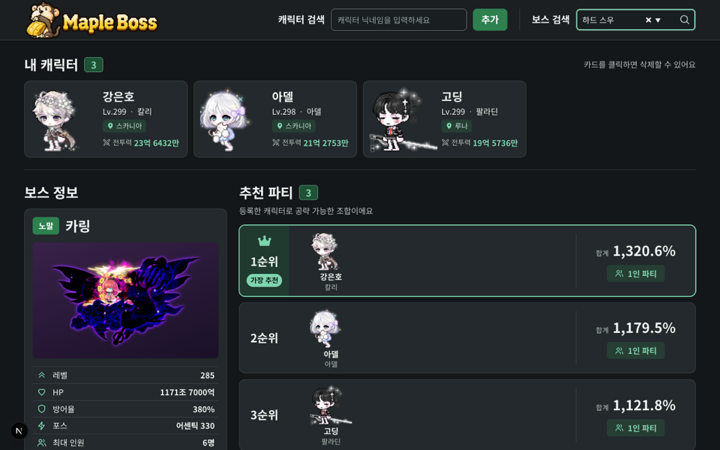 Maple Boss
캐릭터 검색
캐릭터 닉네임을 입력하세요
추가
보스 검색
하드 스우
내 캐릭터 3
카드를 클릭하면 삭제할 수 있어요
강은호
Lv.299 · 칼리
스카니아
전투력 23억 6432만
아델
Lv.298 · 아델
스카니아
전투력 21억 2753만
고딩
Lv.299 · 팔라딘
루나
전투력 19억 5736만
보스 정보
노말 카링
레벨 285
HP 1171조 7000억
방어율 380%
포스 어센틱 330
최대 인원 6명
추천 파티 3
등록한 캐릭터로 공략 가능한 조합이에요
1순위
가장 추천
강은호
칼리
합계 1,320.6%
1인 파티
2순위
아델
아델
합계 1,179.5%
1인 파티
3순위
고딩
팔라딘
합계 1,121.8%
1인 파티
N